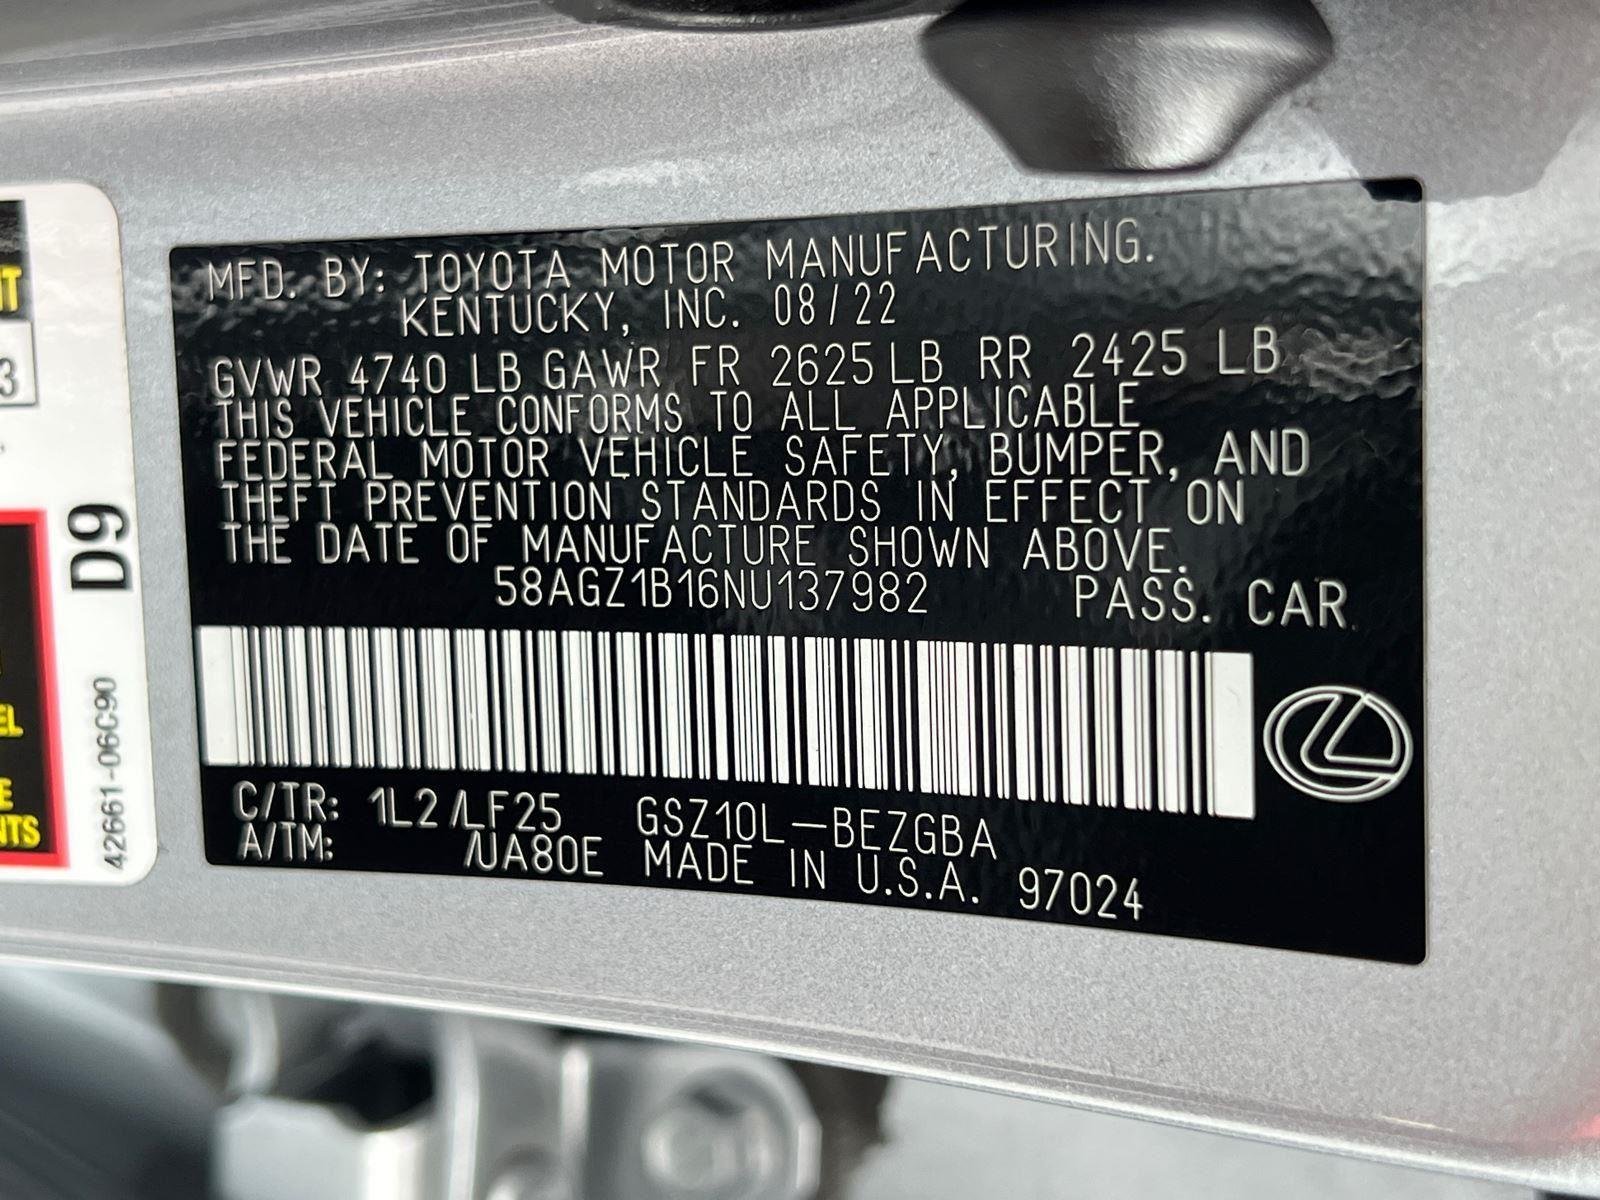 MFD. BY: TOYOTA MOTOR MANUFACTURING.
KENTUCKY, INC. 08/22
GVWR 4740 LB GAWR FR 2625 LB RR 2425 LB
THIS VEHICLE CONFORMS TO ALL APPLICABLE
FEDERAL MOTOR VEHICLE SAFETY, BUMPER, AND
THEFT PREVENTION STANDARDS IN EFFECT ON
THE DATE OF MANUFACTURE SHOWN ABOVE.
58AGZ1B16NU137982 PASS. CAR
C/TR: 1L2 /LF25 GSZ10L-BEZGBA
A/TM: /UA80E MADE IN U.S.A. 97024
D9
42661-06C90
3